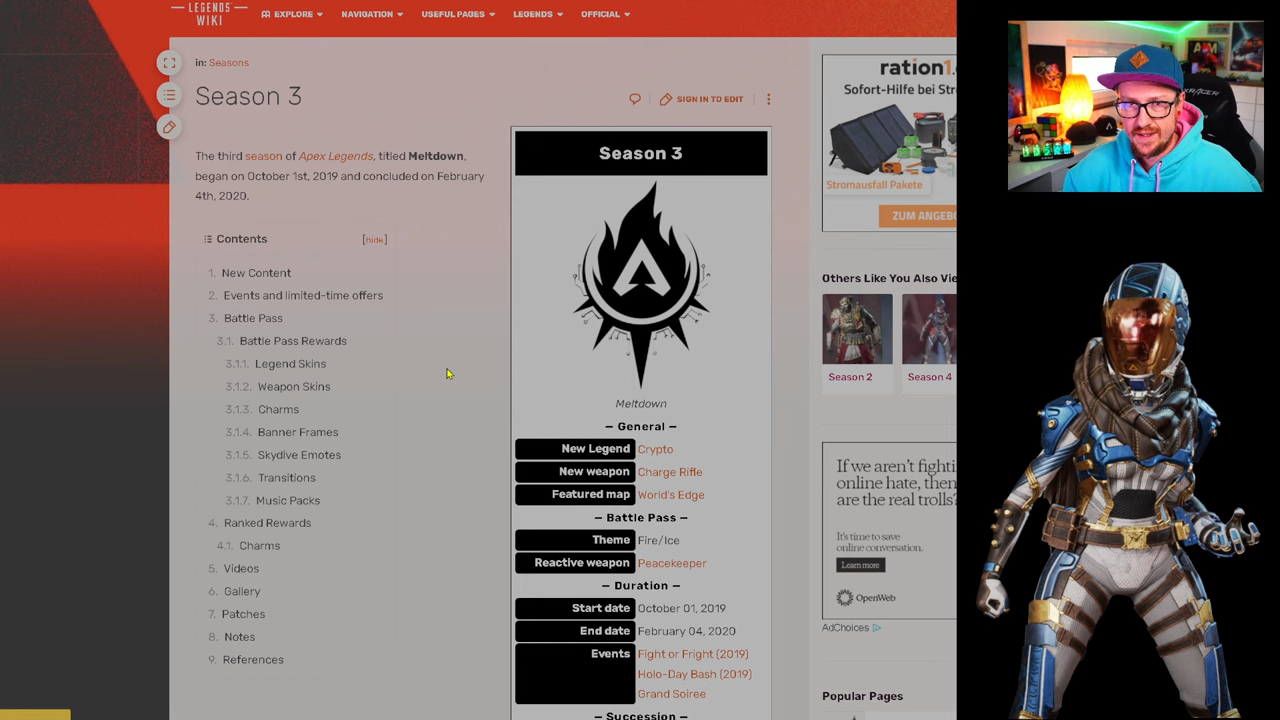 LEGENDS
WIKI
EXPLORE
NAVIGATION
USEFUL PAGES
LEGENDS
OFFICIAL
in: Seasons
Season 3
SIGN IN TO EDIT
The third season of Apex Legends, titled Meltdown,
began on October 1st, 2019 and concluded on February
4th, 2020.
Contents [hide]
1. New Content
2. Events and limited-time offers
3. Battle Pass
3.1. Battle Pass Rewards
3.1.1. Legend Skins
3.1.2. Weapon Skins
3.1.3. Charms
3.1.4. Banner Frames
3.1.5. Skydive Emotes
3.1.6. Transitions
3.1.7. Music Packs
4. Ranked Rewards
4.1. Charms
5. Videos
6. Gallery
7. Patches
8. Notes
9. References
Season 3
Meltdown
— General —
New Legend Crypto
New weapon Charge Rifle
Featured map World's Edge
— Battle Pass —
Theme Fire/Ice
Reactive weapon Peacekeeper
— Duration —
Start date October 01, 2019
End date February 04, 2020
Events Fight or Fright (2019)
Holo-Day Bash (2019)
Grand Soiree
— Succession —
ration1.
Sofort-Hilfe bei Str
Stromausfall Pakete
ZUM ANGEBO
Others Like You Also Vie
Season 2
Season 4
If we aren't fighti
online hate, then
are the real trolls?
It's time to save
online conversation.
Learn more
OpenWeb
AdChoices
Popular Pages
XRACER